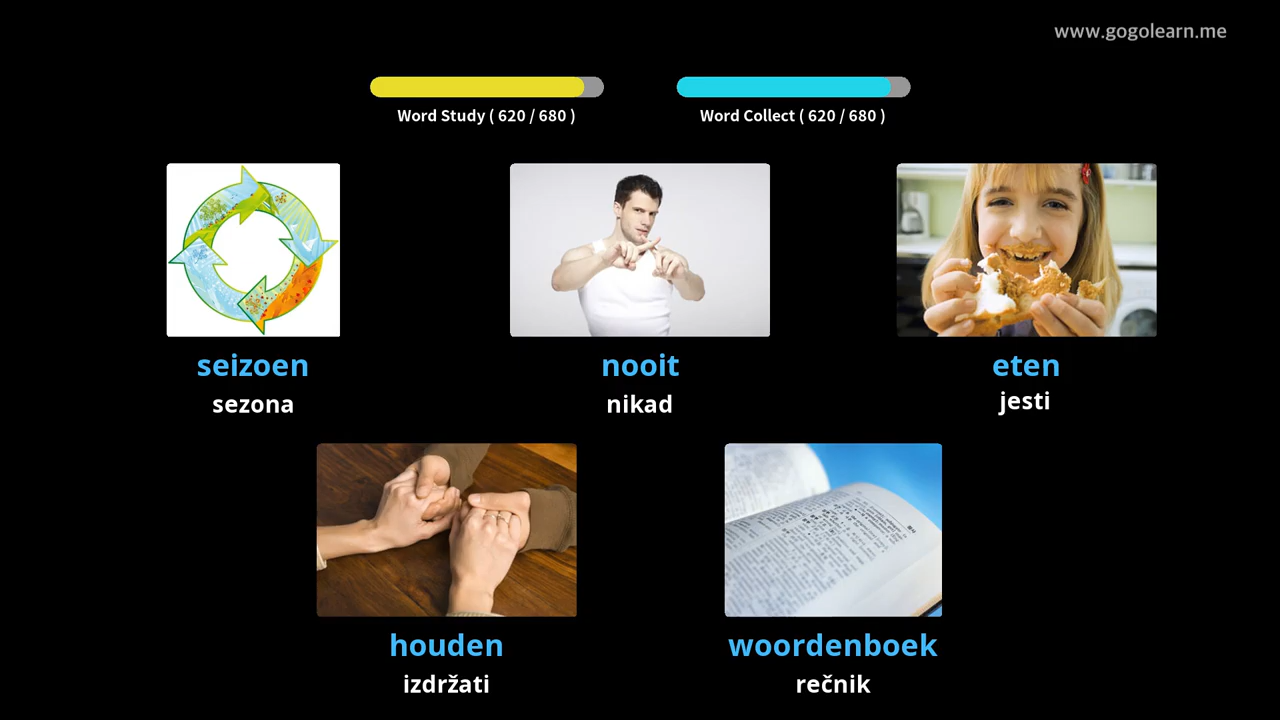 www.gogolearn.me
Word Study ( 620 / 680 )
Word Collect ( 620 / 680 )
seizoen
sezona
nooit
nikad
eten
jesti
houden
izdržati
woordenboek
rečnik